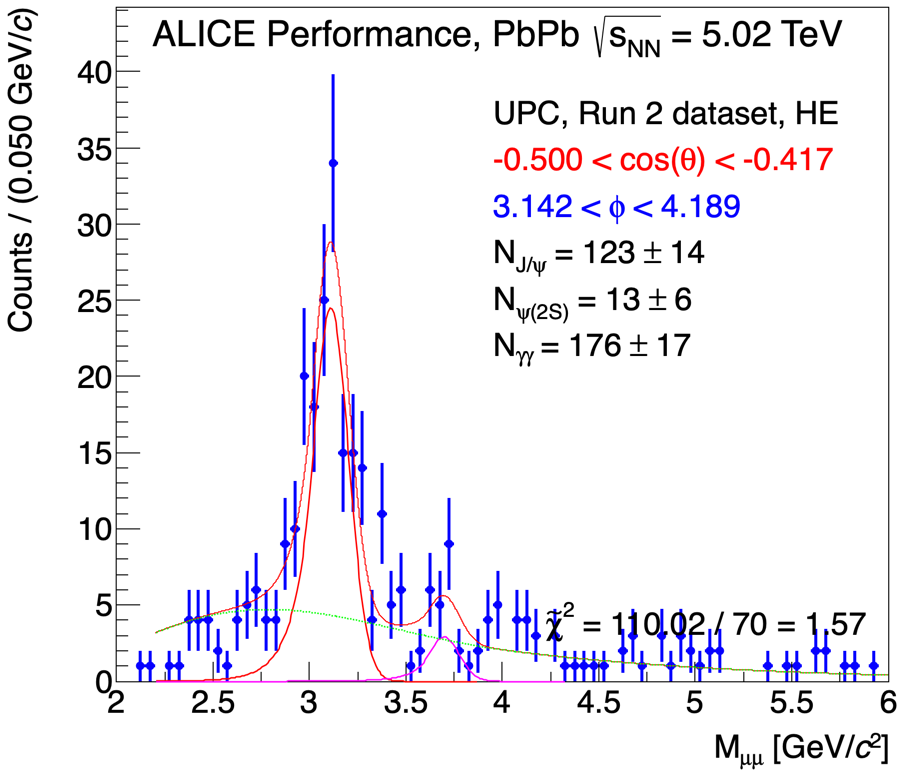 ALICE Performance, PbPb √sNN = 5.02 TeV
UPC, Run 2 dataset, HE
-0.500 < cos(θ) < -0.417
3.142 < ϕ < 4.189
NJ/ψ = 123 ± 14
Nψ(2S) = 13 ± 6
Nγγ = 176 ± 17
χ̃² = 110.02 / 70 = 1.57
Counts / (0.050 GeV/c)
40
35
30
25
20
15
10
5
0
2 2.5 3 3.5 4 4.5 5 5.5 6
Mμμ [GeV/c²]